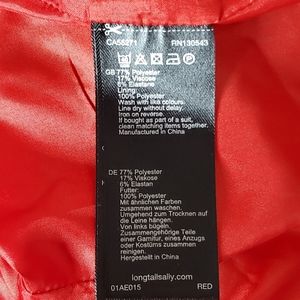 CA56271 RN130543
GB 77% Polyester
17% Viscose
6% Elastane
Lining:
100% Polyester
Wash with like colours.
Line dry without delay.
Iron on reverse.
If bought as part of a suit,
clean matching items together.
Manufactured in China
DE 77% Polyester
17% Viskose
6% Elastan
Futter:
100% Polyester
Mit ähnlichen Farben
zusammen waschen.
Umgehend zum Trocknen auf
die Leine hängen.
Von links bügeln.
Zusammengehörige Teile
einer Garnitur, eines Anzugs
oder Kostüms zusammen
reinigen.
Hergestellt in China
longtallsally.com
01AE015 RED